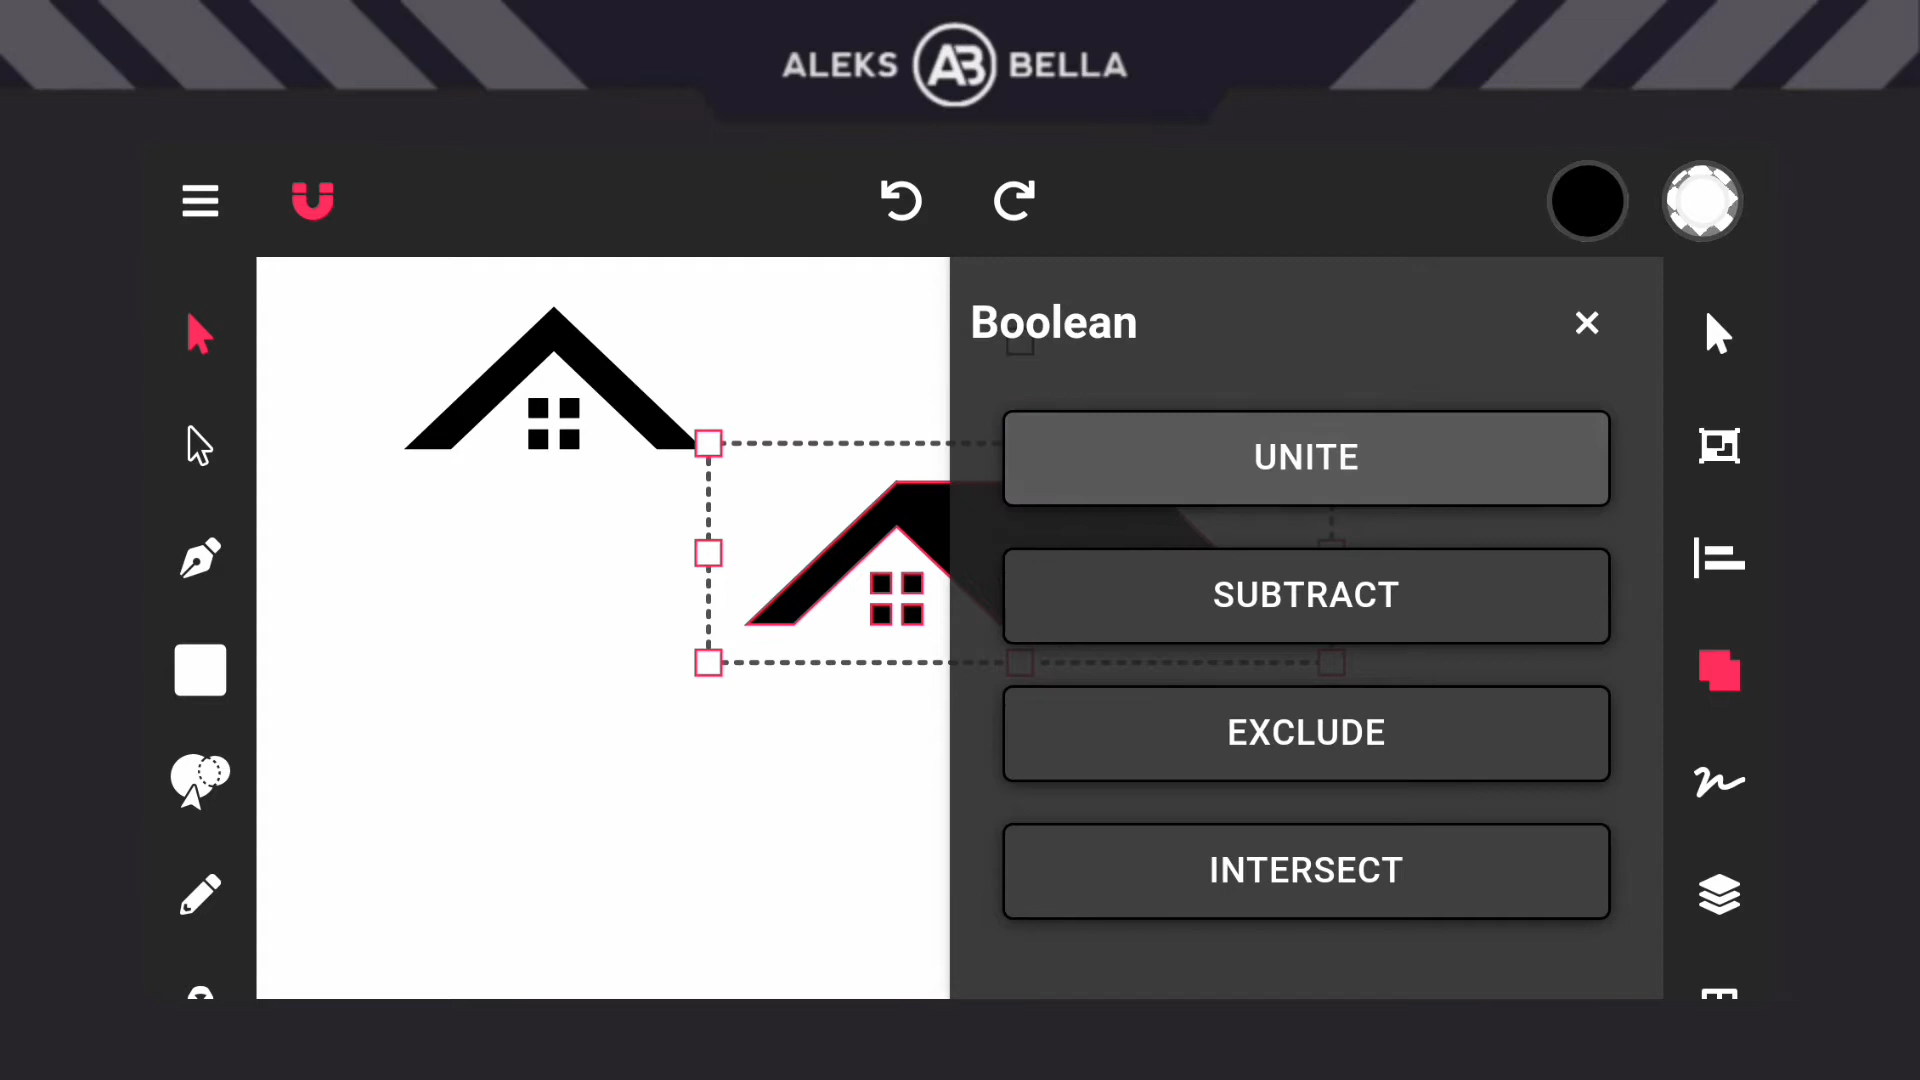 ALEKS AB BELLA
Boolean
UNITE
SUBTRACT
EXCLUDE
INTERSECT